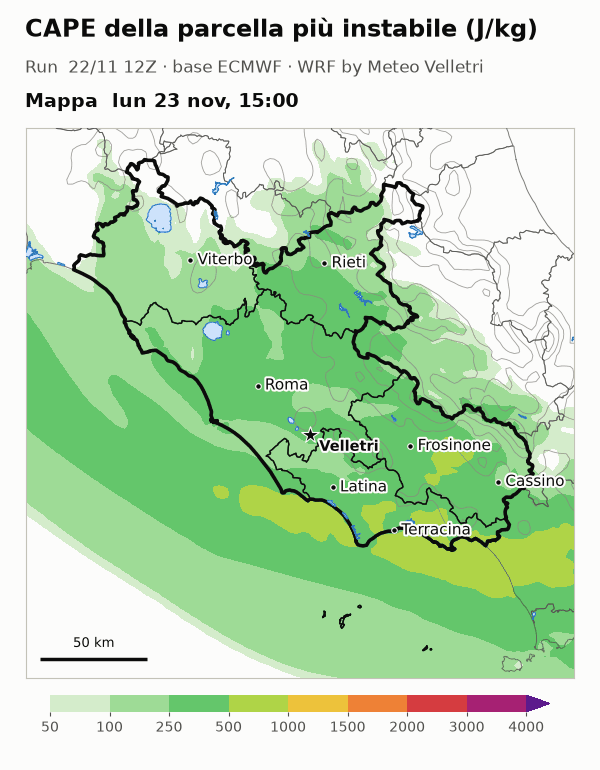 CAPE della parcella più instabile (J/kg)
Run 22/11 12Z · base ECMWF · WRF by Meteo Velletri
Mappa lun 23 nov, 15:00
Viterbo
Rieti
Roma
Velletri
Frosinone
Cassino
Latina
Terracina
50 km
50 100 250 500 1000 1500 2000 3000 4000